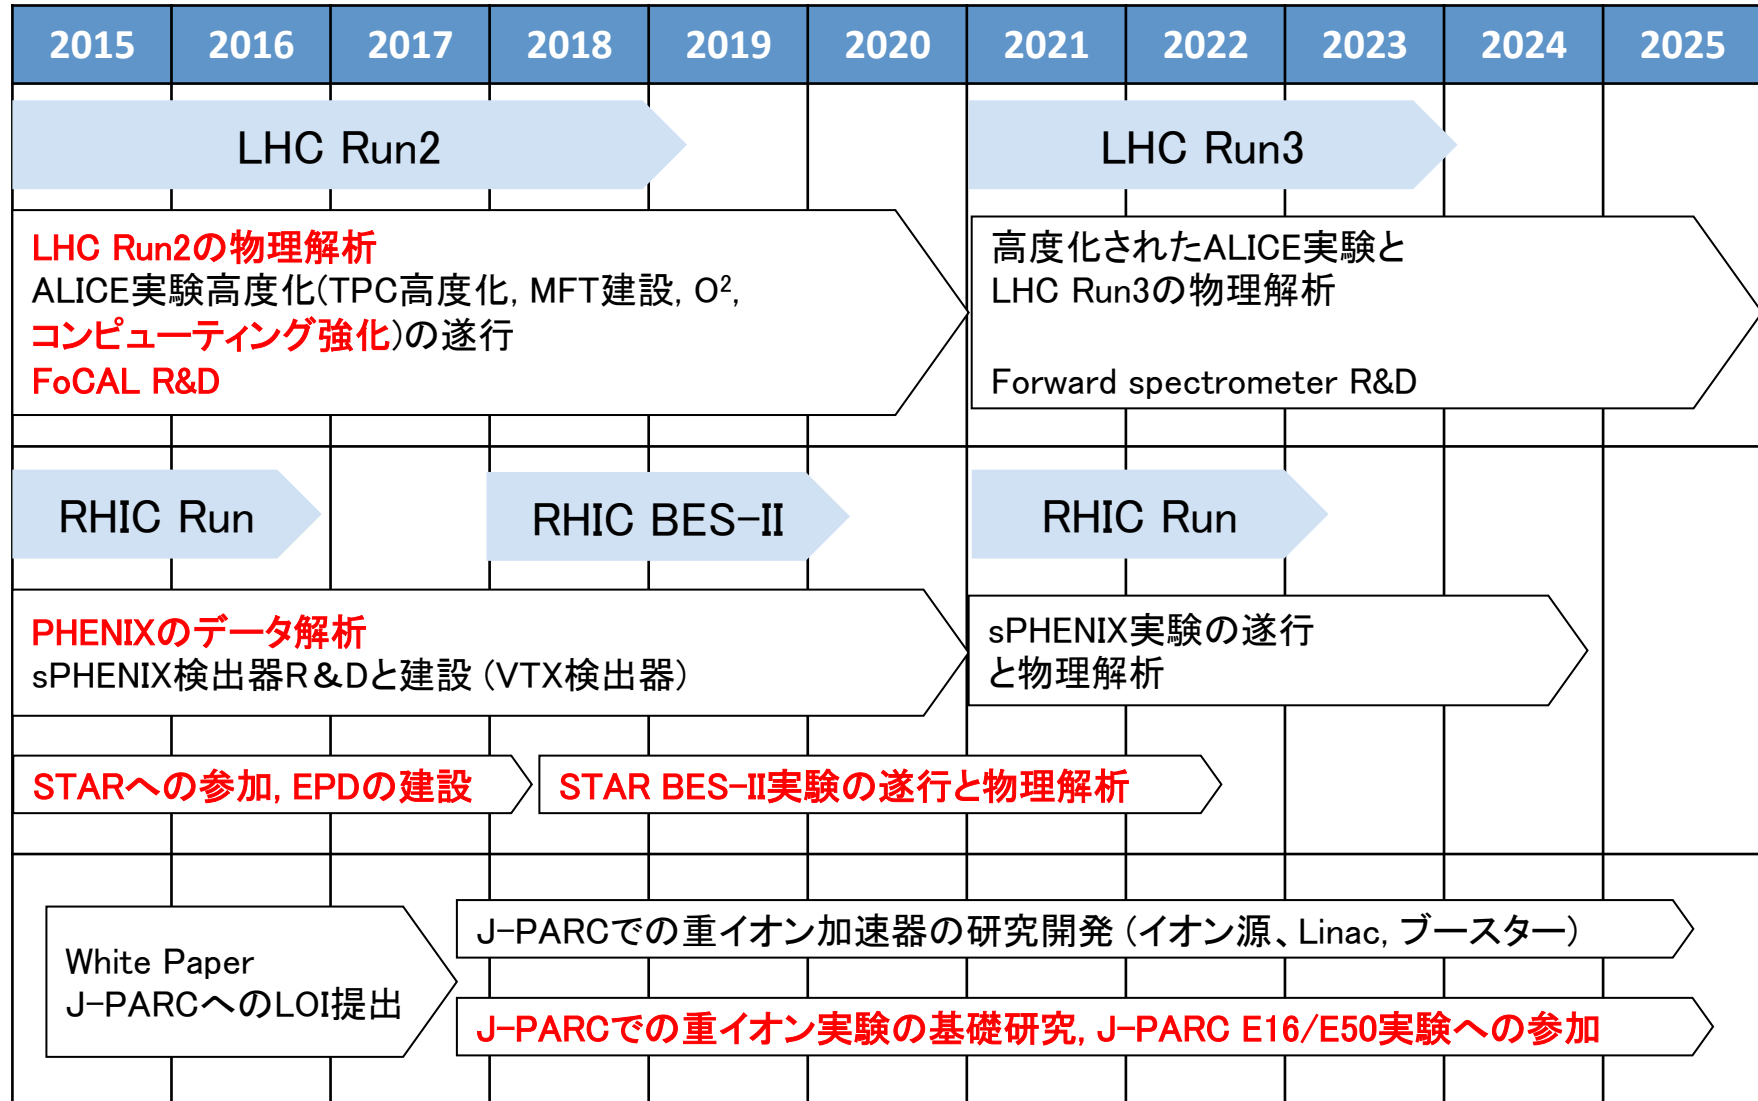 2015 2016 2017 2018 2019 2020 2021 2022 2023 2024 2025
LHC Run2
LHC Run3
LHC Run2の物理解析
ALICE実験高度化(TPC高度化, MFT建設, O²,
コンピューティング強化)の遂行
FoCAL R&D
高度化されたALICE実験と
LHC Run3の物理解析
Forward spectrometer R&D
RHIC Run
RHIC BES-II
RHIC Run
PHENIXのデータ解析
sPHENIX検出器R＆Dと建設 (VTX検出器)
sPHENIX実験の遂行
と物理解析
STARへの参加, EPDの建設
STAR BES-II実験の遂行と物理解析
White Paper
J-PARCへのLOI提出
J-PARCでの重イオン加速器の研究開発 (イオン源、Linac, ブースター)
J-PARCでの重イオン実験の基礎研究, J-PARC E16/E50実験への参加